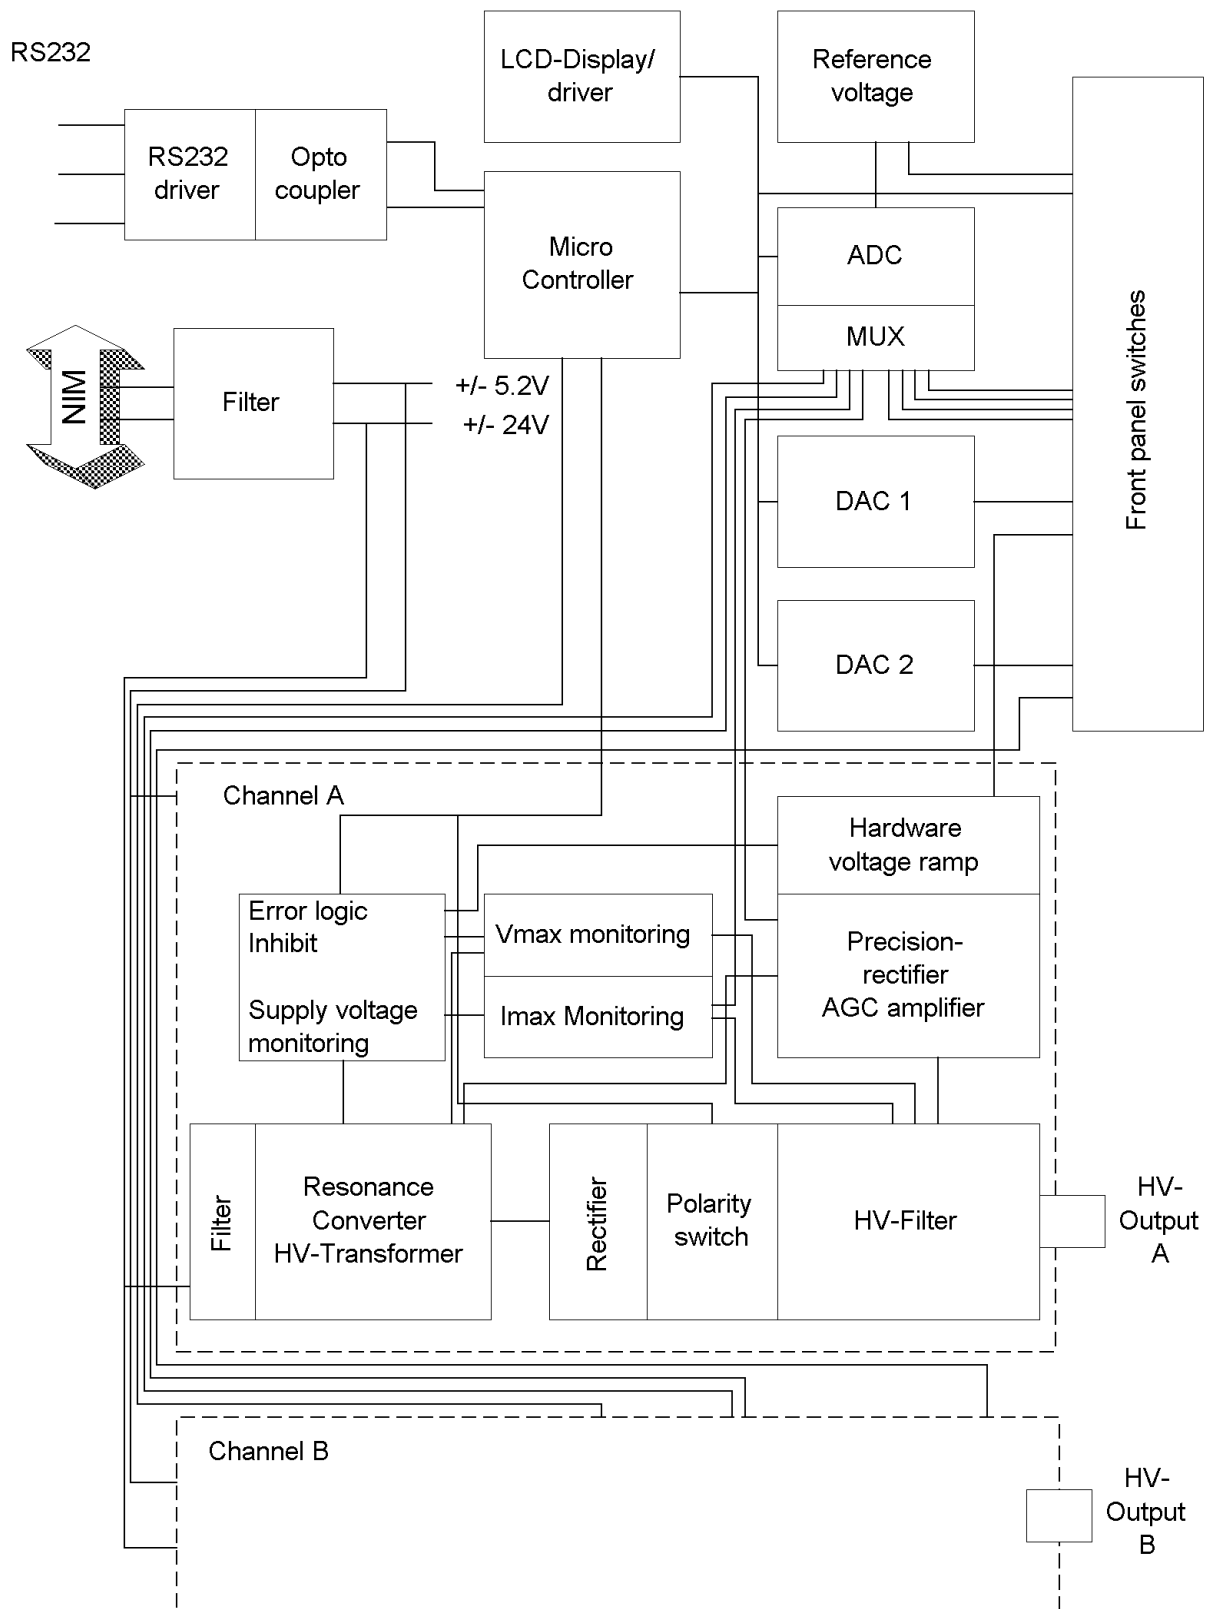 RS232
LCD-Display/
driver
Reference
voltage
RS232
driver
Opto
coupler
Micro
Controller
ADC
MUX
Front panel switches
NIM
Filter
+/- 5.2V
+/- 24V
DAC 1
DAC 2
Channel A
Hardware
voltage ramp
Error logic
Inhibit
Supply voltage
monitoring
Vmax monitoring
Imax Monitoring
Precision-
rectifier
AGC amplifier
Filter
Resonance
Converter
HV-Transformer
Rectifier
Polarity
switch
HV-Filter
HV-
Output
A
Channel B
HV-
Output
B